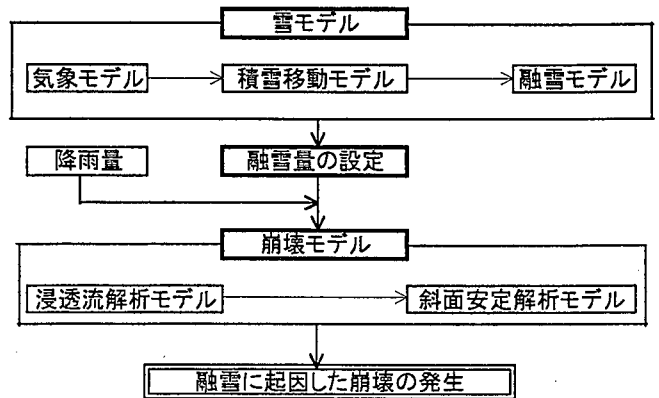 雪モデル
気象モデル
積雪移動モデル
融雪モデル
降雨量
融雪量の設定
崩壊モデル
浸透流解析モデル
斜面安定解析モデル
融雪に起因した崩壊の発生